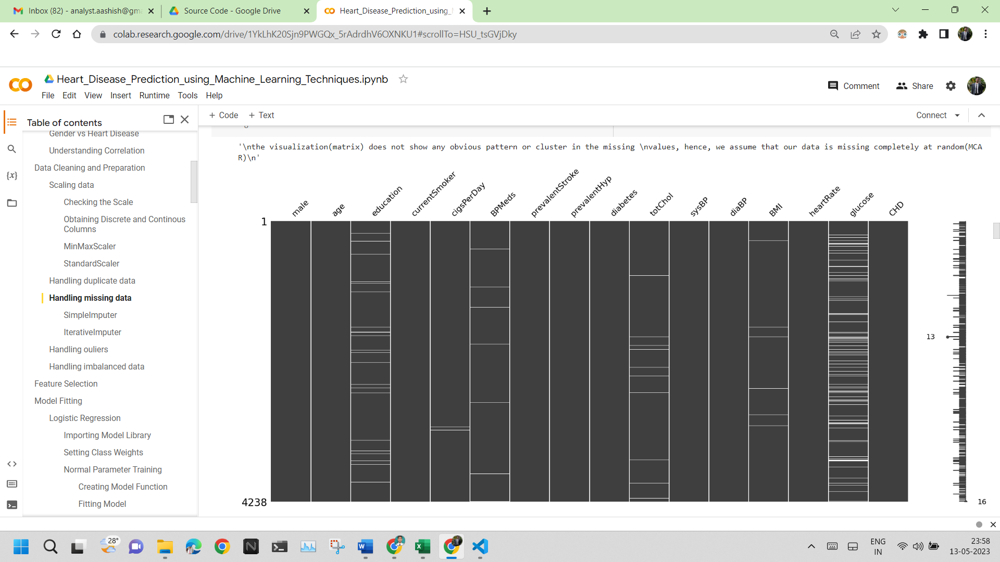 Inbox (82) - analyst.aashish@gma
Source Code - Google Drive
Heart_Disease_Prediction_using_
colab.research.google.com/drive/1YkLhK20Sjn9PWGQx_5rAdrdhV6OXNKU1#scrollTo=HSU_tsGVjDky
Heart_Disease_Prediction_using_Machine_Learning_Techniques.ipynb
File Edit View Insert Runtime Tools Help
Comment
Share
Table of contents
+ Code + Text
Connect
Gender vs Heart Disease
Understanding Correlation
Data Cleaning and Preparation
Scaling data
Checking the Scale
Obtaining Discrete and Continous
Columns
MinMaxScaler
StandardScaler
Handling duplicate data
Handling missing data
SimpleImputer
IterativeImputer
Handling ouliers
Handling imbalanced data
Feature Selection
Model Fitting
Logistic Regression
Importing Model Library
Setting Class Weights
Normal Parameter Training
Creating Model Function
Fitting Model
{x}
'\nthe visualization(matrix) does not show any obvious pattern or cluster in the missing \nvalues, hence, we assume that our data is missing completely at random(MCA
R)\n'
male
age
education
currentSmoker
cigsPerDay
BPMeds
prevalentStroke
prevalentHyp
diabetes
totChol
sysBP
diaBP
BMI
heartRate
glucose
CHD
1
13
4238
16
28°
ENG
IN
23:58
13-05-2023